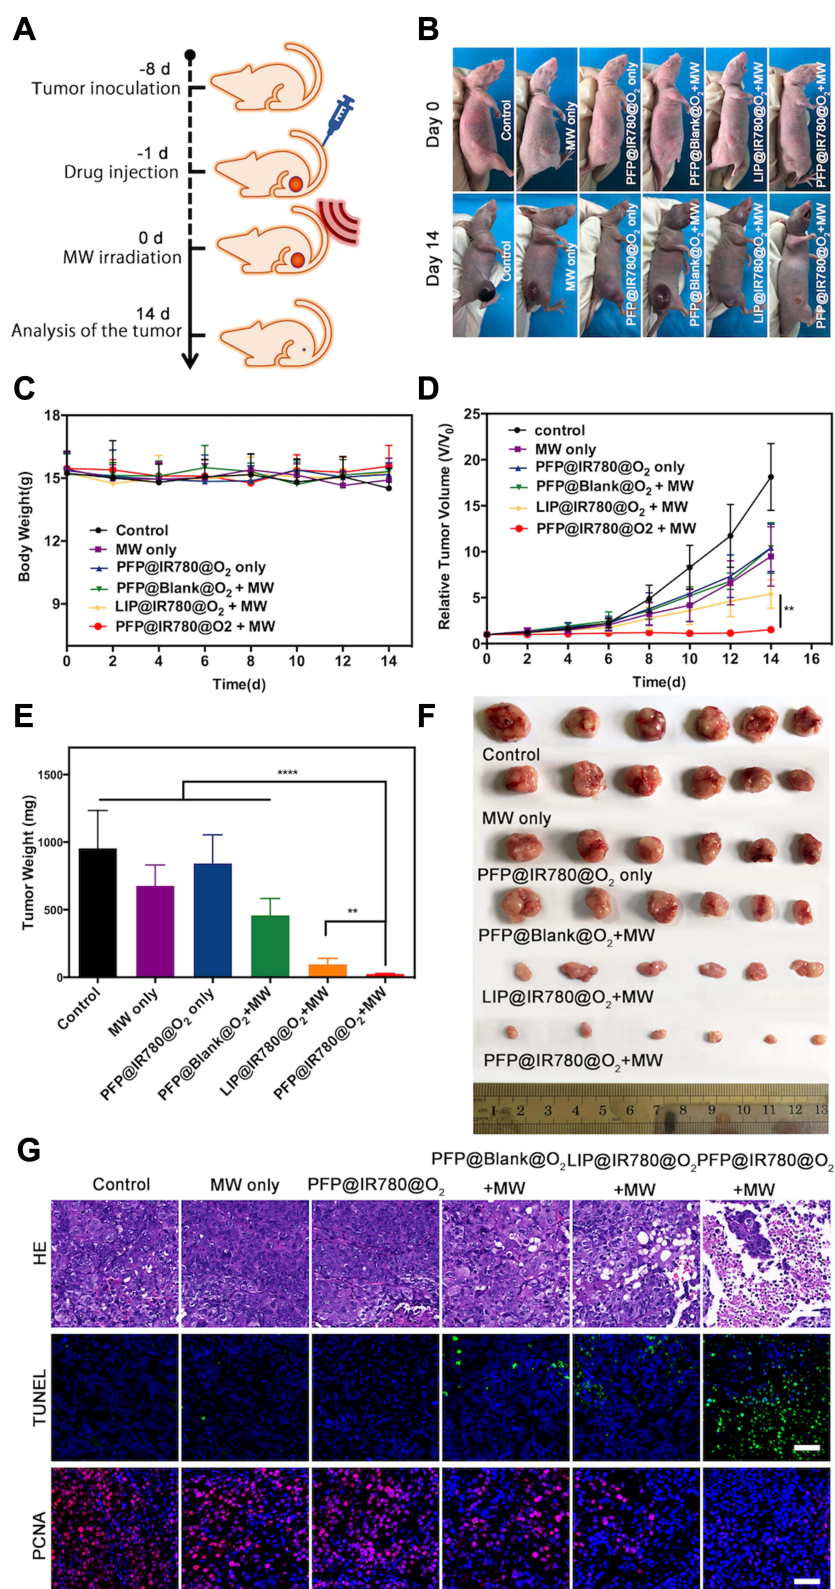 A
-8 d
Tumor inoculation
-1 d
Drug injection
0 d
MW irradiation
14 d
Analysis of the tumor
B
Day 0
Control
MW only
PFP@IR780@O2 only
PFP@Blank@O2+MW
LIP@IR780@O2+MW
PFP@IR780@O2+MW
Day 14
Control
MW only
PFP@IR780@O2 only
PFP@Blank@O2+MW
LIP@IR780@O2+MW
PFP@IR780@O2+MW
C
Body Weight(g)
18
15
12
9
Control
MW only
PFP@IR780@O2 only
PFP@Blank@O2 + MW
LIP@IR780@O2 + MW
PFP@IR780@O2 + MW
0 2 4 6 8 10 12 14
Time(d)
D
Relative Tumor Volume (V/V0)
25
20
15
10
5
0
control
MW only
PFP@IR780@O2 only
PFP@Blank@O2 + MW
LIP@IR780@O2 + MW
PFP@IR780@O2 + MW
**
0 2 4 6 8 10 12 14 16
Time(d)
E
Tumor Weight (mg)
1500
1000
500
0
****
**
Control
MW only
PFP@IR780@O2 only
PFP@Blank@O2+MW
LIP@IR780@O2+MW
PFP@IR780@O2+MW
F
Control
MW only
PFP@IR780@O2 only
PFP@Blank@O2+MW
LIP@IR780@O2+MW
PFP@IR780@O2+MW
1 2 3 4 5 6 7 8 9 10 11 12 13
G
Control
MW only
PFP@IR780@O2
PFP@Blank@O2
+MW
LIP@IR780@O2
+MW
PFP@IR780@O2
+MW
HE
TUNEL
PCNA